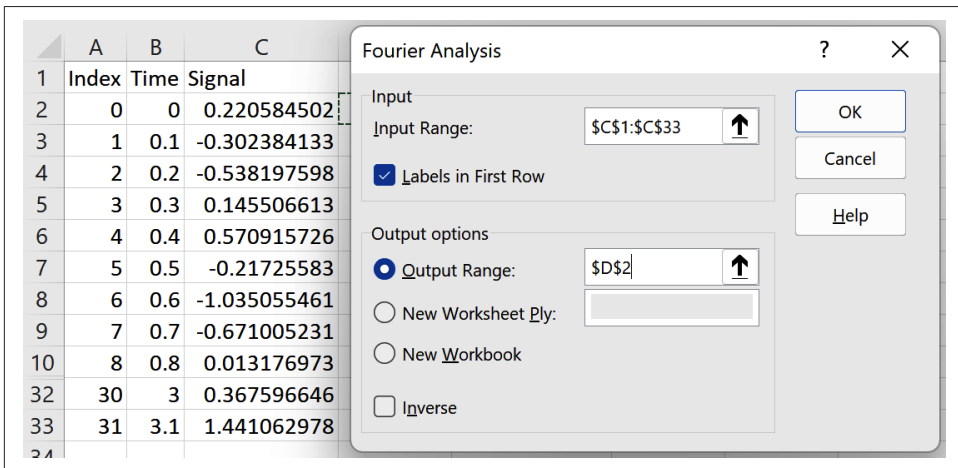 A B C
1 Index Time Signal
2 0 0 0.220584502
3 1 0.1 -0.302384133
4 2 0.2 -0.538197598
5 3 0.3 0.145506613
6 4 0.4 0.570915726
7 5 0.5 -0.21725583
8 6 0.6 -1.035055461
9 7 0.7 -0.671005231
10 8 0.8 0.013176973
32 30 3 0.367596646
33 31 3.1 1.441062978
34
Fourier Analysis ? ×
Input
Input Range: $C$1:$C$33
Labels in First Row
Output options
Output Range: $D$2
New Worksheet Ply:
New Workbook
Inverse
OK
Cancel
Help